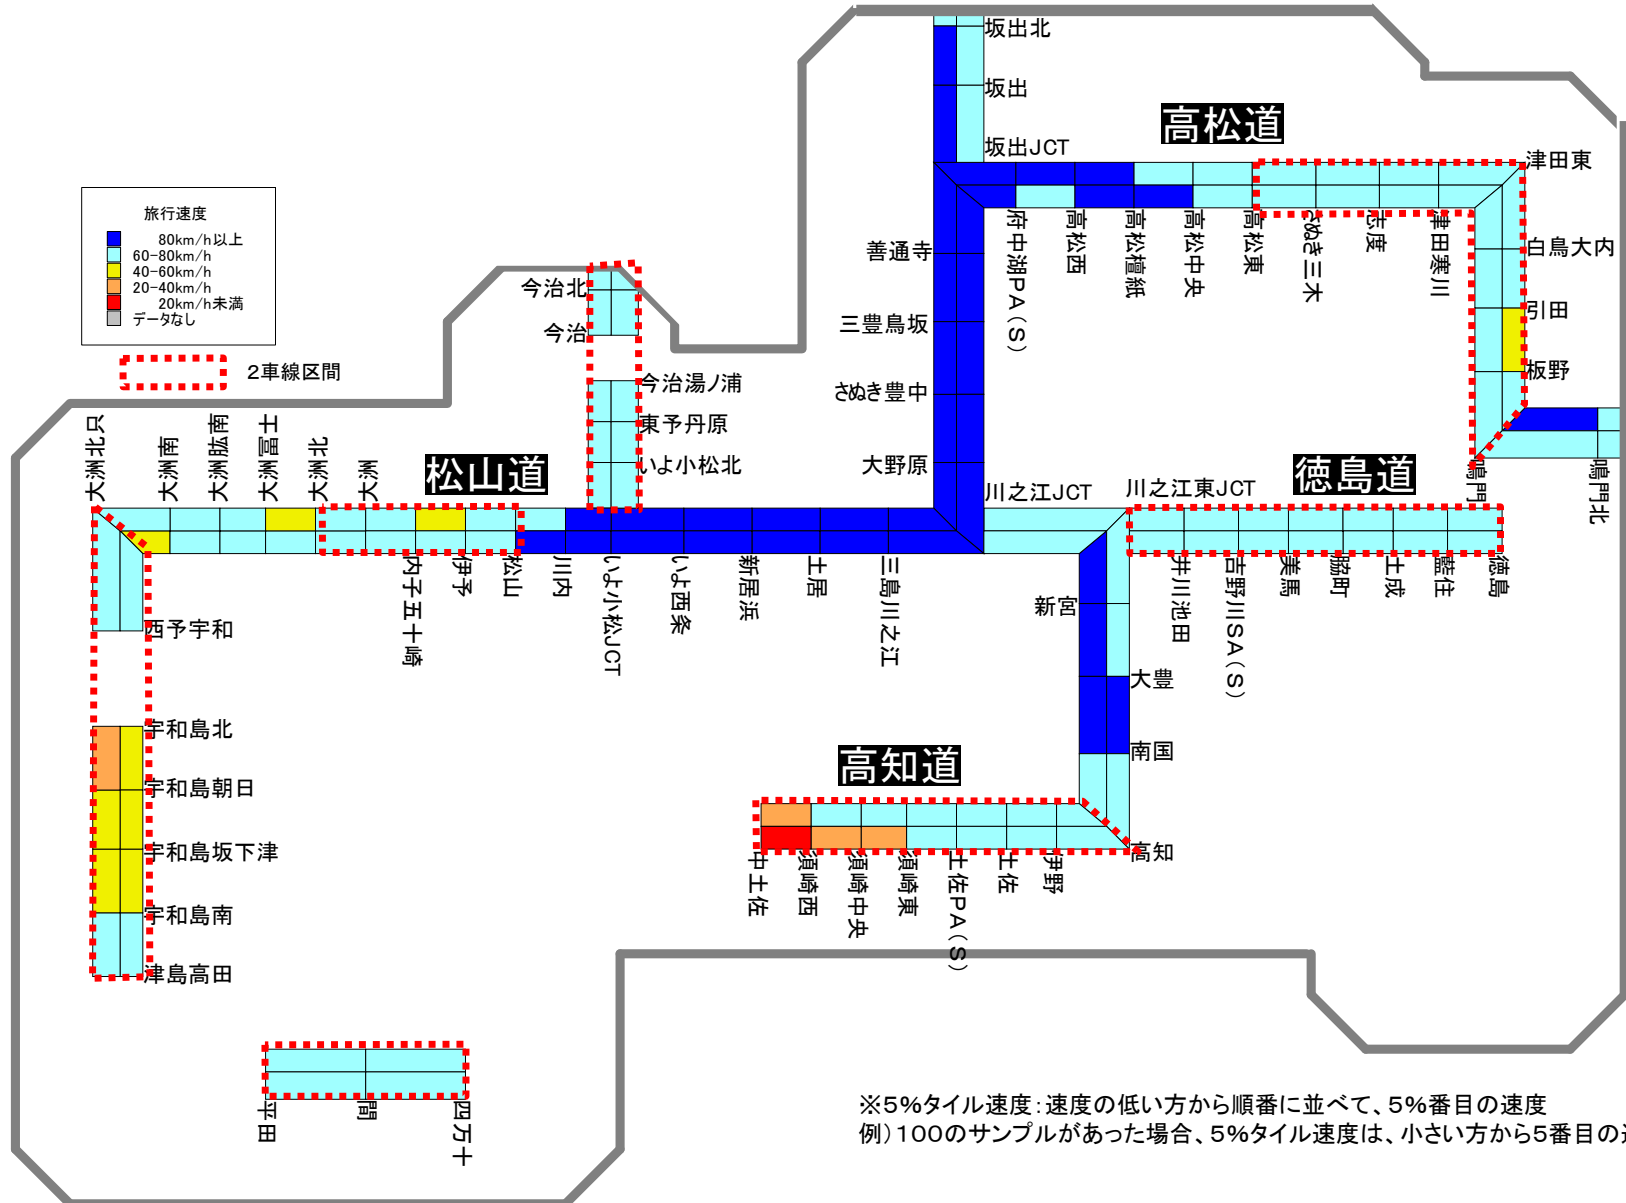 坂出北
坂出
坂出JCT
高松道
津田東
白鳥大内
引田
板野
鳴門
鳴門北
府中湖PA(S)
高松西
高松檀紙
高松中央
高松東
さぬき三木
志度
津田寒川
旅行速度
80km/h以上
60-80km/h
40-60km/h
20-40km/h
20km/h未満
データなし
2車線区間
善通寺
三豊鳥坂
さぬき豊中
大野原
今治北
今治
今治湯ノ浦
東予丹原
いよ小松北
松山道
大洲北只
大洲南
大洲肱南
大洲冨士
大洲北
大洲
内子五十崎
伊予
松山
川内
いよ小松JCT
いよ西条
新居浜
土居
三島川之江
川之江JCT
川之江東JCT
徳島道
井川池田
吉野川SA(S)
美馬
脇町
土成
藍住
徳島
新宮
大豊
南国
高知
高知道
中土佐
須崎西
須崎中央
須崎東
土佐PA(S)
土佐
伊野
西予宇和
宇和島北
宇和島朝日
宇和島坂下津
宇和島南
津島高田
平田
間
四万十
※5%タイル速度:速度の低い方から順番に並べて、5%番目の速度
例)100のサンプルがあった場合、5%タイル速度は、小さい方から5番目の